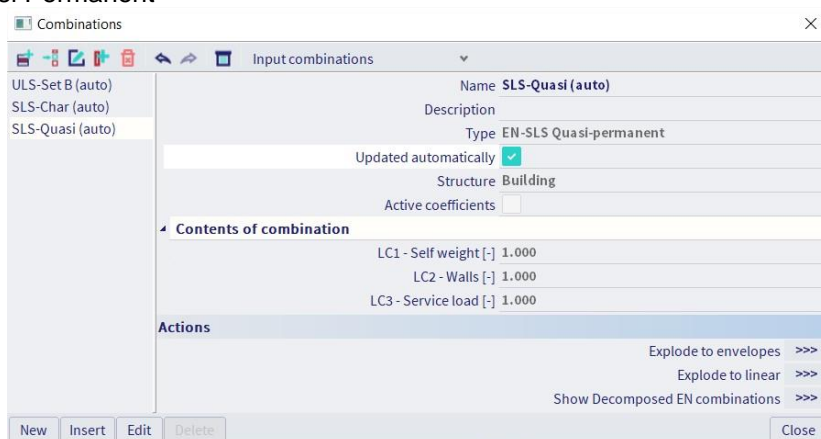 Combinations
Input combinations
ULS-Set B (auto)
SLS-Char (auto)
SLS-Quasi (auto)
Name SLS-Quasi (auto)
Description
Type EN-SLS Quasi-permanent
Updated automatically
Structure Building
Active coefficients
Contents of combination
LC1 - Self weight [-] 1.000
LC2 - Walls [-] 1.000
LC3 - Service load [-] 1.000
Actions
Explode to envelopes >>>
Explode to linear >>>
Show Decomposed EN combinations >>>
New Insert Edit Delete Close